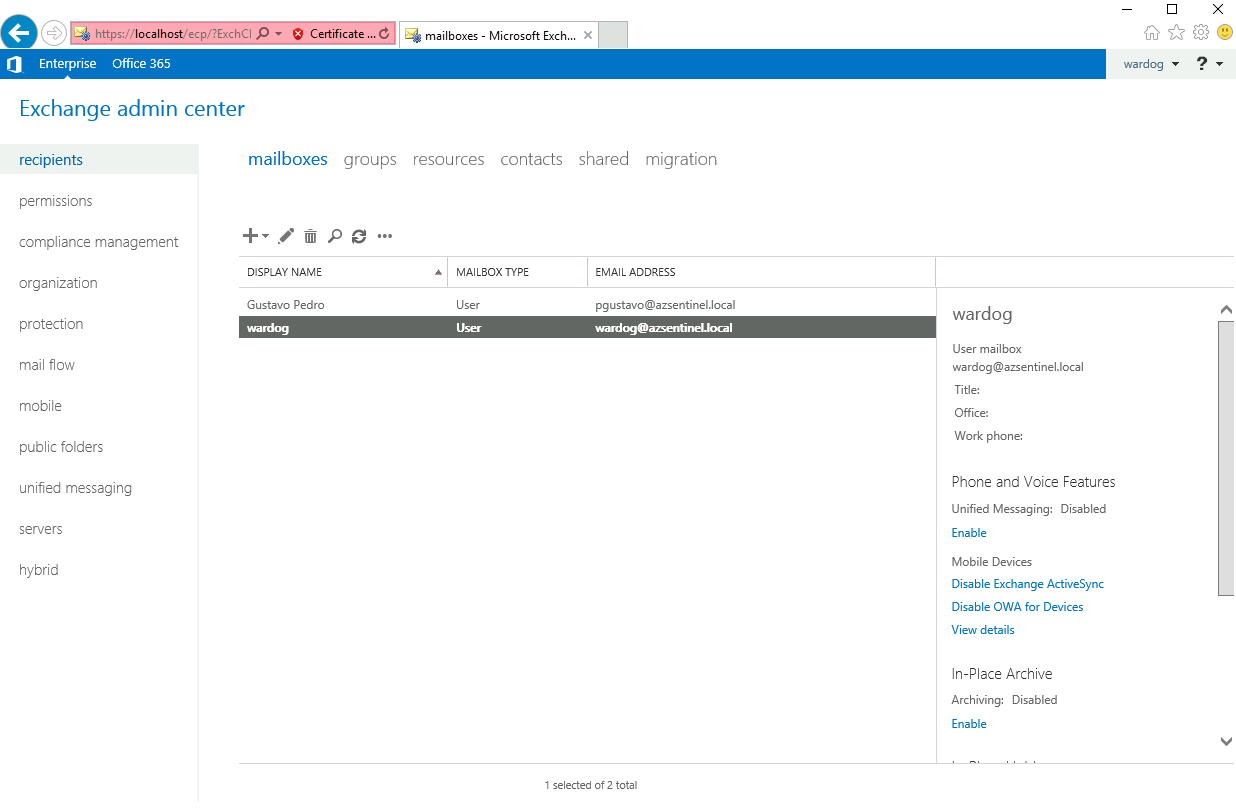 https://localhost/ecp/?ExchCl Certificate ... mailboxes - Microsoft Exch...
Enterprise Office 365 wardog ?
Exchange admin center
recipients
permissions
compliance management
organization
protection
mail flow
mobile
public folders
unified messaging
servers
hybrid
mailboxes groups resources contacts shared migration
DISPLAY NAME MAILBOX TYPE EMAIL ADDRESS
Gustavo Pedro User pgustavo@azsentinel.local
wardog User wardog@azsentinel.local
wardog
User mailbox
wardog@azsentinel.local
Title:
Office:
Work phone:
Phone and Voice Features
Unified Messaging: Disabled
Enable
Mobile Devices
Disable Exchange ActiveSync
Disable OWA for Devices
View details
In-Place Archive
Archiving: Disabled
Enable
1 selected of 2 total